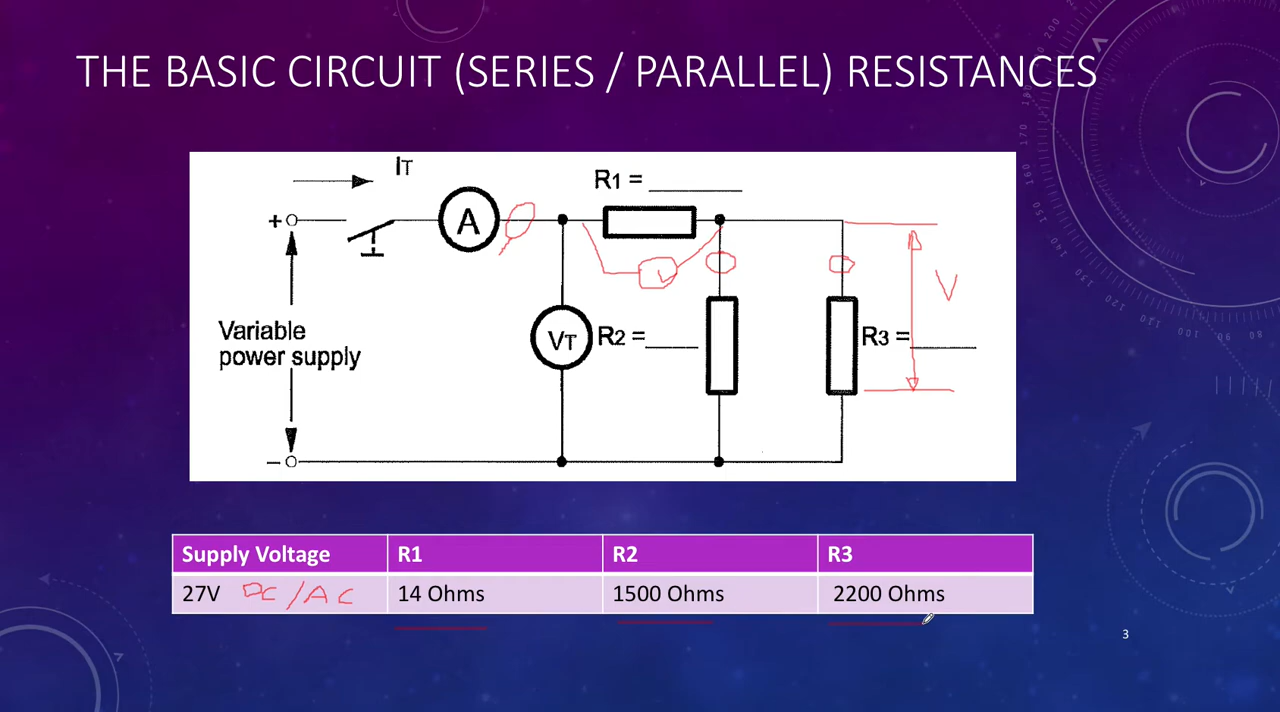 THE BASIC CIRCUIT (SERIES / PARALLEL) RESISTANCES
IT
R1 = ________
+
A
V
V
Variable
power supply
VT
R2 = ____
R3 = ______
–
Supply Voltage R1 R2 R3
27V DC/AC 14 Ohms 1500 Ohms 2200 Ohms
3